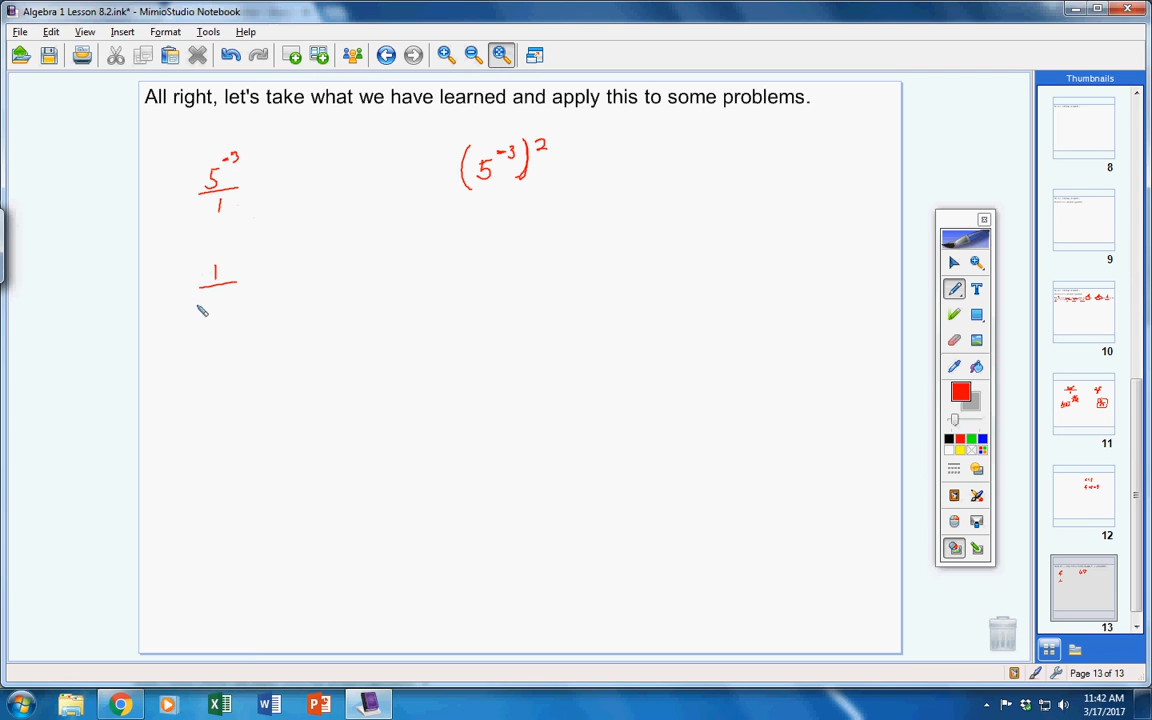 Algebra 1 Lesson 8.2.ink* - MimioStudio Notebook
File Edit View Insert Format Tools Help
All right, let's take what we have learned and apply this to some problems.
5⁻³ (5⁻³)²
1
1
Thumbnails
8
9
10
11
12
13
Page 13 of 13
11:42 AM
3/17/2017